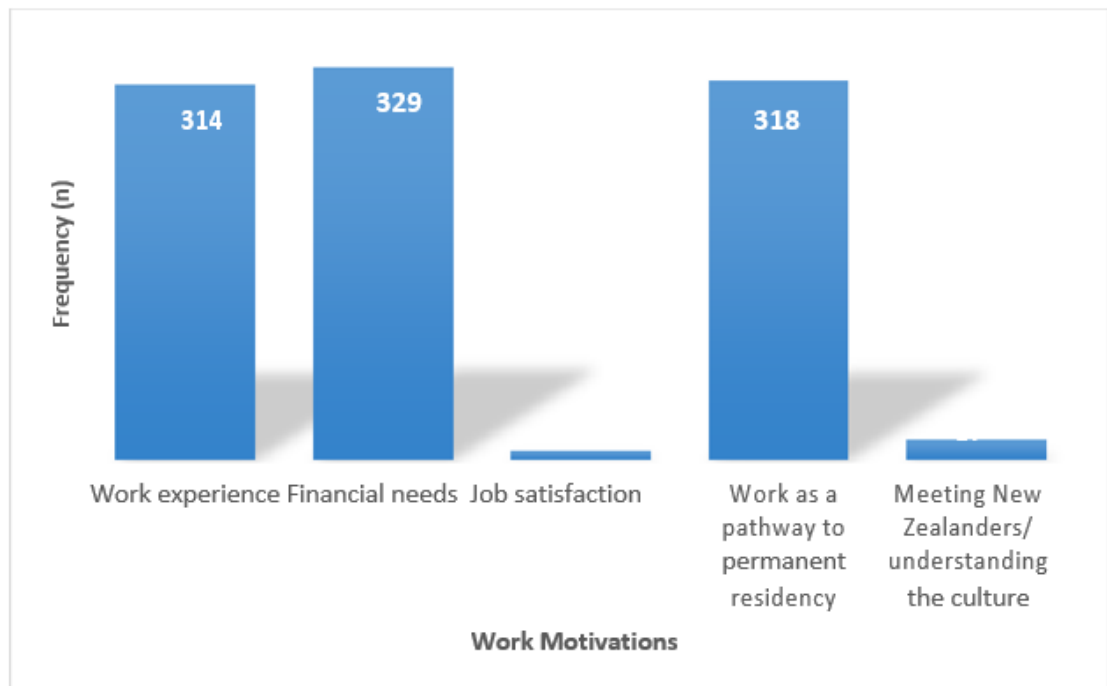 314
329
318
Frequency (n)
Work experience Financial needs Job satisfaction
Work as a
pathway to
permanent
residency
Meeting New
Zealanders/
understanding
the culture
Work Motivations